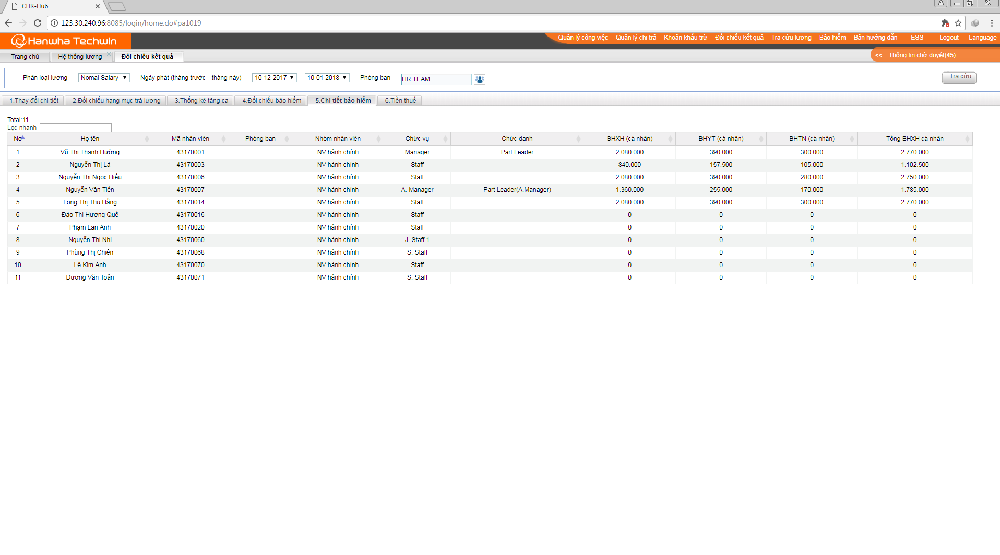 CHR-Hub
123.30.240.96:8085/login/home.do#pa1019
Hanwha Techwin
Quản lý công việc Quản lý chi trả Khoản khấu trừ Đối chiếu kết quả Tra cứu lương Bảo hiểm Bản hướng dẫn ESS Logout Language
Trang chủ Hệ thống lương Đối chiếu kết quả
<< Thông tin chờ duyệt(45)
Phân loại lương Nomal Salary Ngày phát (tháng trước—tháng này) 10-12-2017 -- 10-01-2018 Phòng ban HR TEAM Tra cứu
1.Thay đổi chi tiết 2.Đối chiếu hạng mục trả lương 3.Thống kê tăng ca 4.Đối chiếu bảo hiểm 5.Chi tiết bảo hiểm 6.Tiền thuế
Total:11
Lọc nhanh
No Họ tên Mã nhân viên Phòng ban Nhóm nhân viên Chức vụ Chức danh BHXH (cá nhân) BHYT (cá nhân) BHTN (cá nhân) Tổng BHXH cá nhân
1 Vũ Thị Thanh Hường 43170001 NV hành chính Manager Part Leader 2.080.000 390.000 300.000 2.770.000
2 Nguyễn Thị Lả 43170003 NV hành chính Staff 840.000 157.500 105.000 1.102.500
3 Nguyễn Thị Ngọc Hiếu 43170006 NV hành chính Staff 2.080.000 390.000 280.000 2.750.000
4 Nguyễn Văn Tiến 43170007 NV hành chính A. Manager Part Leader(A.Manager) 1.360.000 255.000 170.000 1.785.000
5 Long Thị Thu Hằng 43170014 NV hành chính Staff 2.080.000 390.000 300.000 2.770.000
6 Đào Thị Hương Quế 43170016 NV hành chính Staff 0 0 0 0
7 Phạm Lan Anh 43170020 NV hành chính Staff 0 0 0 0
8 Nguyễn Thị Nhị 43170060 NV hành chính J. Staff 1 0 0 0 0
9 Phùng Thị Chiên 43170068 NV hành chính S. Staff 0 0 0 0
10 Lê Kim Anh 43170070 NV hành chính Staff 0 0 0 0
11 Dương Văn Toản 43170071 NV hành chính S. Staff 0 0 0 0